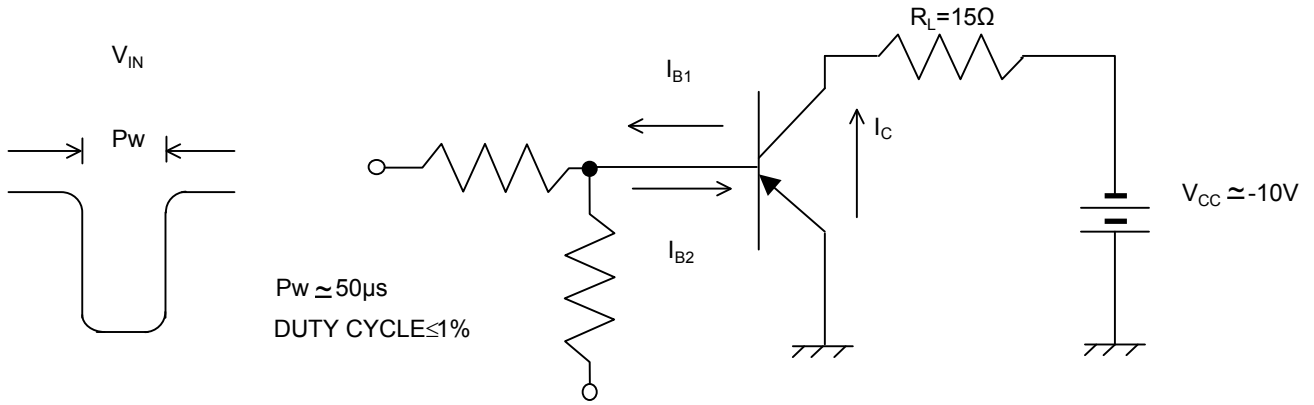 R_L=15Ω
V_IN
I_B1
Pw
I_C
V_CC ≃ -10V
I_B2
Pw ≃ 50µs
DUTY CYCLE≤1%